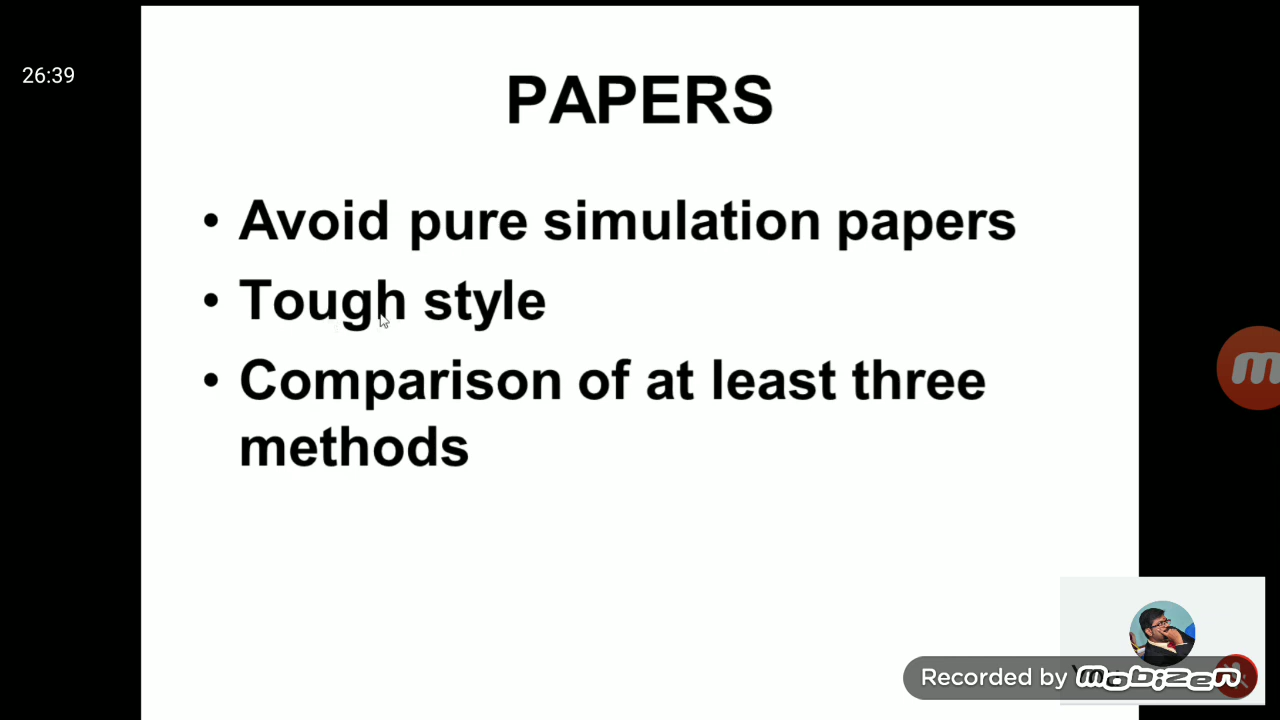 26:39
PAPERS
• Avoid pure simulation papers
• Tough style
• Comparison of at least three
methods
Recorded by mobizen